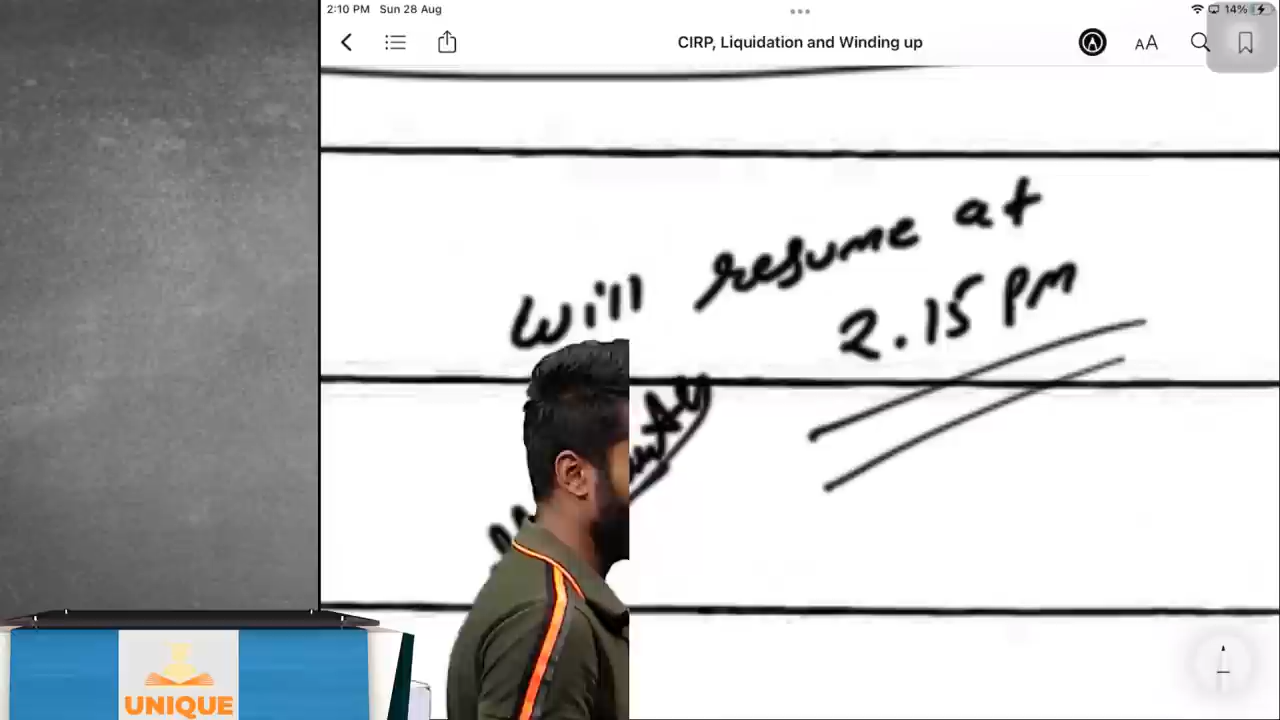 2:10 PM Sun 28 Aug
14%
CIRP, Liquidation and Winding up
AA
Will resume at
2.15 pm
UNIQUE